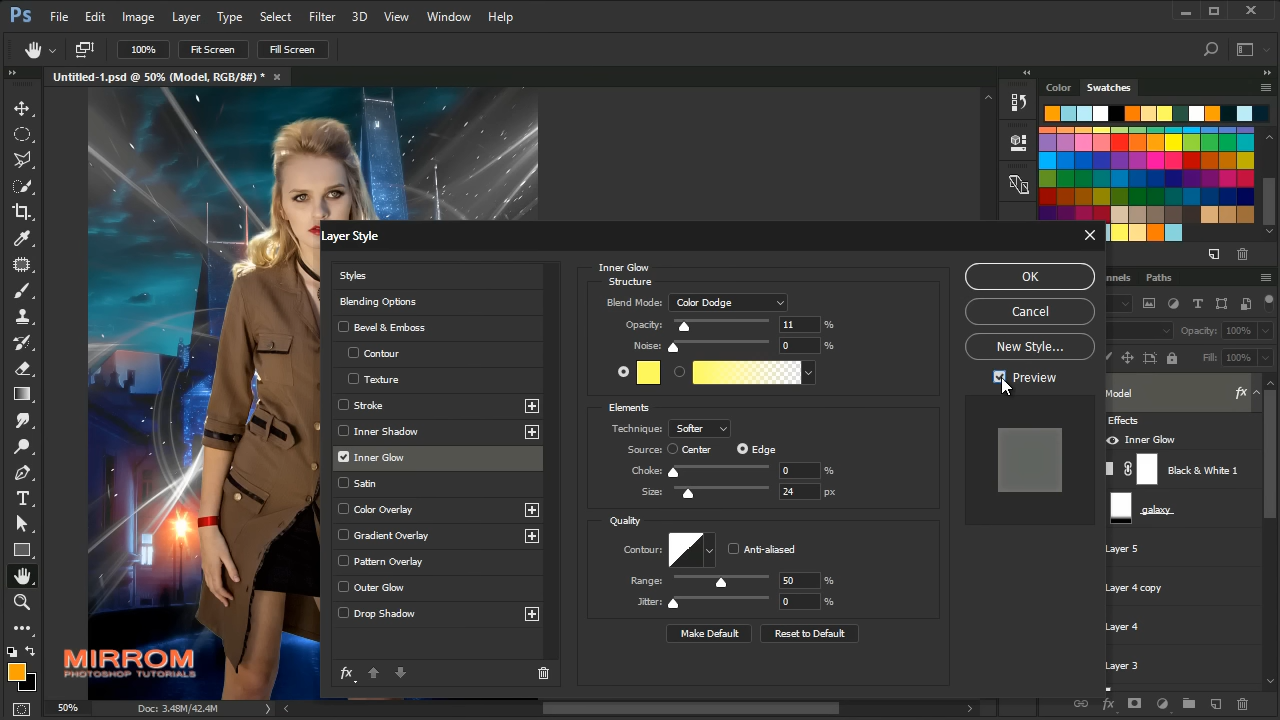 Ps File Edit Image Layer Type Select Filter 3D View Window Help
100% Fit Screen Fill Screen
Untitled-1.psd @ 50% (Model, RGB/8#) *
Color Swatches
Layer Style
Styles
Blending Options
Bevel & Emboss
Contour
Texture
Stroke
Inner Shadow
Inner Glow
Satin
Color Overlay
Gradient Overlay
Pattern Overlay
Outer Glow
Drop Shadow
fx
Inner Glow
Structure
Blend Mode: Color Dodge
Opacity: 11 %
Noise: 0 %
Elements
Technique: Softer
Source: Center Edge
Choke: 0 %
Size: 24 px
Quality
Contour: Anti-aliased
Range: 50 %
Jitter: 0 %
Make Default Reset to Default
OK
Cancel
New Style...
Preview
nnels Paths
Opacity: 100%
Fill: 100%
Model fx
Effects
Inner Glow
Black & White 1
galaxy
Layer 5
Layer 4 copy
Layer 4
Layer 3
fx
MIRROM
PHOTOSHOP TUTORIALS
50% Doc: 3.48M/42.4M